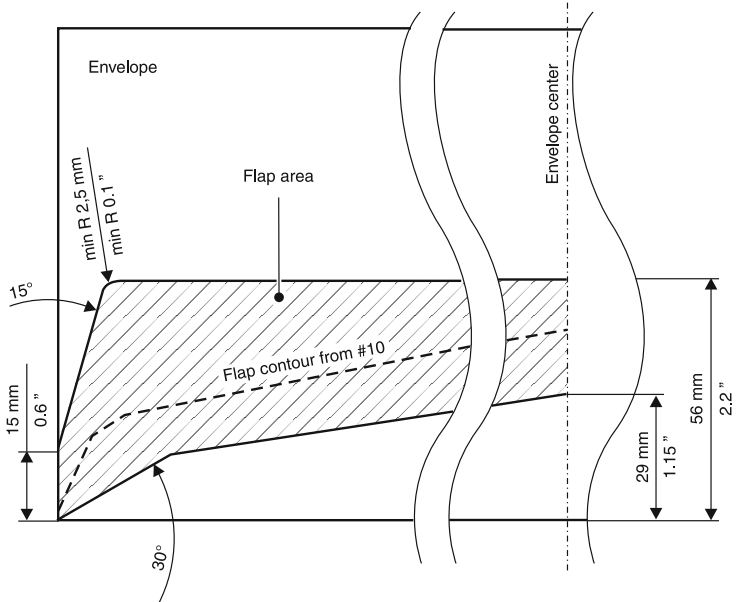 Envelope
Envelope center
min R 2,5 mm
min R 0.1 ”
Flap area
15°
Flap contour from #10
15 mm
0.6 ”
56 mm
2.2 ”
29 mm
1.15 ”
30°